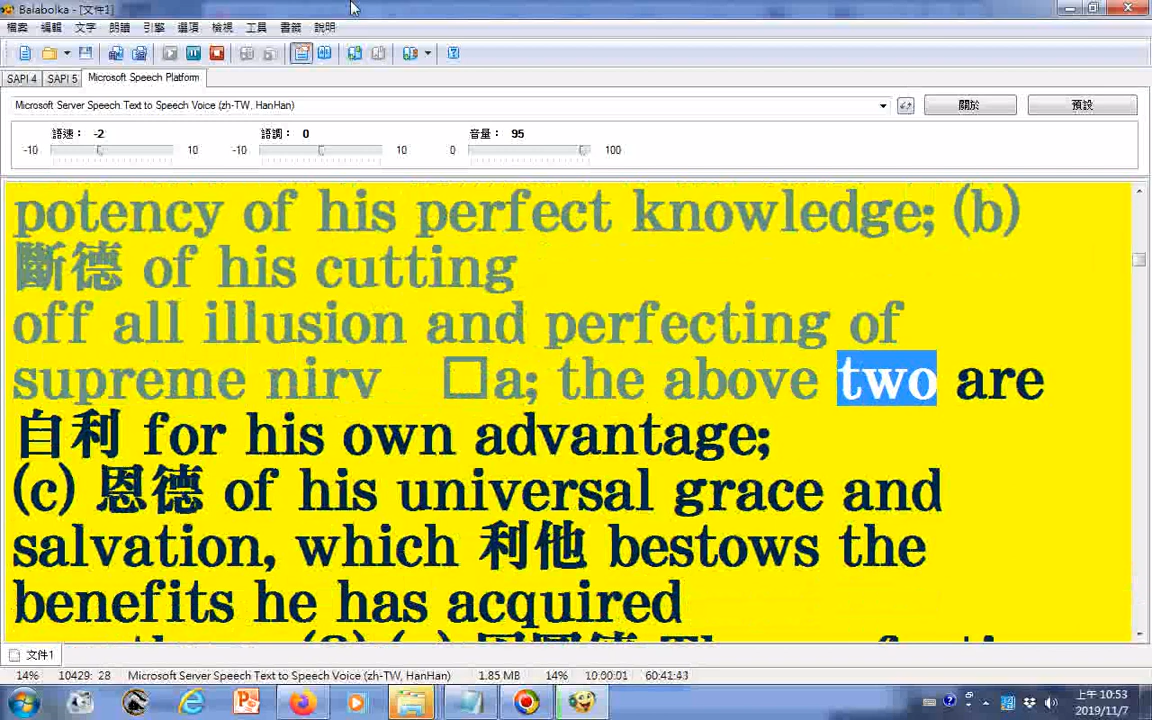 Balabolka - [文件1]
檔案 編輯 文字 朗讀 引擎 選項 檢視 工具 書籤 說明
SAPI 4 SAPI 5 Microsoft Speech Platform
Microsoft Server Speech Text to Speech Voice (zh-TW, HanHan) 關於 預設
語速： -2 語調： 0 音量： 95
-10 10 -10 10 0 100
potency of his perfect knowledge; (b)
斷德 of his cutting
off all illusion and perfecting of
supreme nirv □a; the above two are
自利 for his own advantage;
(c) 恩德 of his universal grace and
salvation, which 利他 bestows the
benefits he has acquired
文件1
14% 10429: 28 Microsoft Server Speech Text to Speech Voice (zh-TW, HanHan) 1.85 MB 14% 10:00:01 60:41:43
上午 10:53
2019/11/7